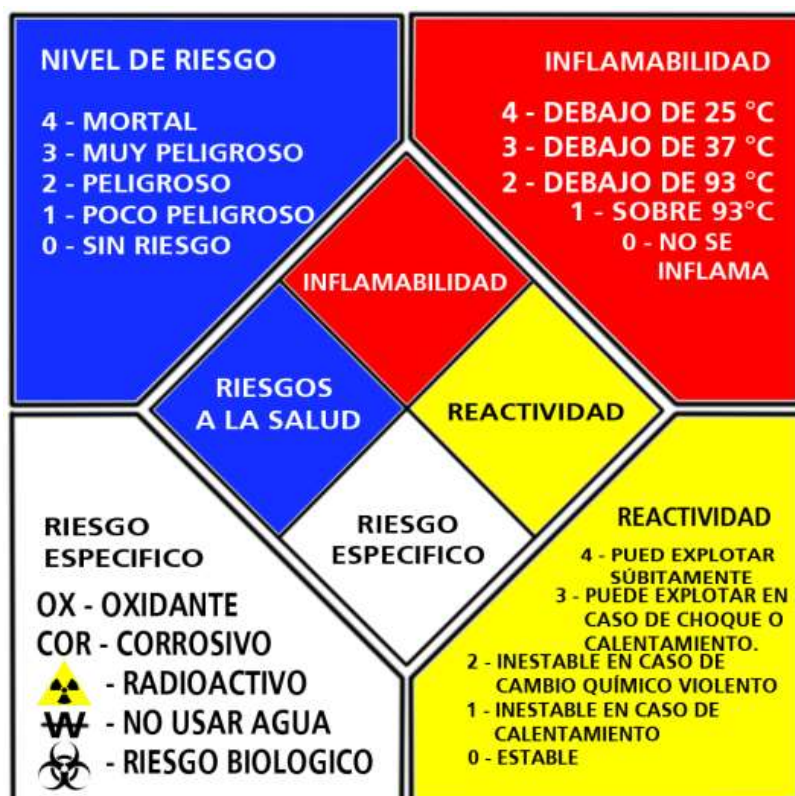 NIVEL DE RIESGO
4 - MORTAL
3 - MUY PELIGROSO
2 - PELIGROSO
1 - POCO PELIGROSO
0 - SIN RIESGO
INFLAMABILIDAD
4 - DEBAJO DE 25 °C
3 - DEBAJO DE 37 °C
2 - DEBAJO DE 93 °C
1 - SOBRE 93°C
0 - NO SE
INFLAMA
INFLAMABILIDAD
RIESGOS
A LA SALUD
REACTIVIDAD
RIESGO
ESPECIFICO
RIESGO
ESPECIFICO
OX - OXIDANTE
COR - CORROSIVO
- RADIOACTIVO
W - NO USAR AGUA
- RIESGO BIOLOGICO
REACTIVIDAD
4 - PUED EXPLOTAR
SÚBITAMENTE
3 - PUEDE EXPLOTAR EN
CASO DE CHOQUE O
CALENTAMIENTO.
2 - INESTABLE EN CASO DE
CAMBIO QUÍMICO VIOLENTO
1 - INESTABLE EN CASO DE
CALENTAMIENTO
0 - ESTABLE